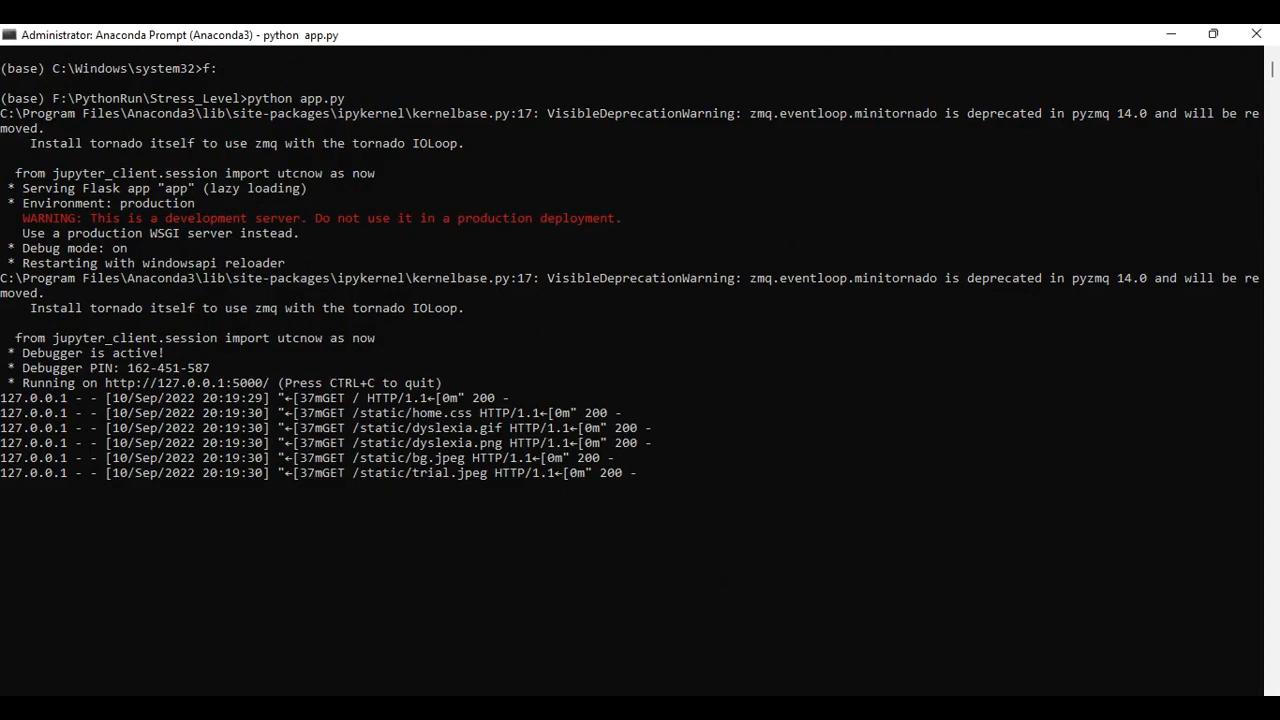 Administrator: Anaconda Prompt (Anaconda3) - python  app.py
(base) C:\Windows\system32>f:
(base) F:\PythonRun\Stress_Level>python app.py
C:\Program Files\Anaconda3\lib\site-packages\ipykernel\kernelbase.py:17: VisibleDeprecationWarning: zmq.eventloop.minitornado is deprecated in pyzmq 14.0 and will be re
moved.
    Install tornado itself to use zmq with the tornado IOLoop.
  from jupyter_client.session import utcnow as now
 * Serving Flask app "app" (lazy loading)
 * Environment: production
   WARNING: This is a development server. Do not use it in a production deployment.
   Use a production WSGI server instead.
 * Debug mode: on
 * Restarting with windowsapi reloader
C:\Program Files\Anaconda3\lib\site-packages\ipykernel\kernelbase.py:17: VisibleDeprecationWarning: zmq.eventloop.minitornado is deprecated in pyzmq 14.0 and will be re
moved.
    Install tornado itself to use zmq with the tornado IOLoop.
  from jupyter_client.session import utcnow as now
 * Debugger is active!
 * Debugger PIN: 162-451-587
 * Running on http://127.0.0.1:5000/ (Press CTRL+C to quit)
127.0.0.1 - - [10/Sep/2022 20:19:29] "←[37mGET / HTTP/1.1←[0m" 200 -
127.0.0.1 - - [10/Sep/2022 20:19:30] "←[37mGET /static/home.css HTTP/1.1←[0m" 200 -
127.0.0.1 - - [10/Sep/2022 20:19:30] "←[37mGET /static/dyslexia.gif HTTP/1.1←[0m" 200 -
127.0.0.1 - - [10/Sep/2022 20:19:30] "←[37mGET /static/dyslexia.png HTTP/1.1←[0m" 200 -
127.0.0.1 - - [10/Sep/2022 20:19:30] "←[37mGET /static/bg.jpeg HTTP/1.1←[0m" 200 -
127.0.0.1 - - [10/Sep/2022 20:19:30] "←[37mGET /static/trial.jpeg HTTP/1.1←[0m" 200 -